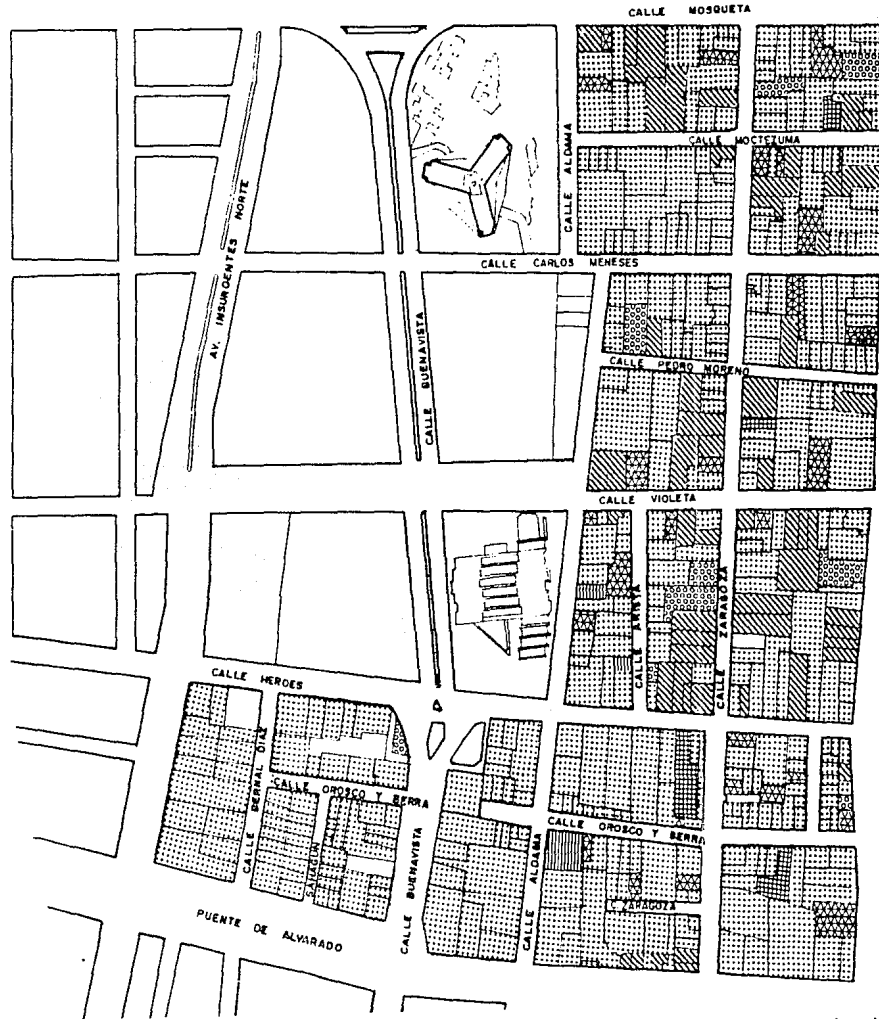 CALLE MOSQUETA
CALLE MOCTEZUMA
CALLE ALDAMA
AV. INSURGENTES NORTE
CALLE CARLOS MENESES
CALLE BUENAVISTA
CALLE PEDRO MORENO
CALLE VIOLETA
CALLE ARISTA
CALLE ZARAGOZA
CALLE HEROES
CALLE BERNAL DIAZ
CALLE OROSCO Y BERRA
CALLE OROSCO Y BERRA
SAHAGUN
CALLE BUENAVISTA
CALLE ALDAMA
C. ZARAGOZA
PUENTE DE ALVARADO